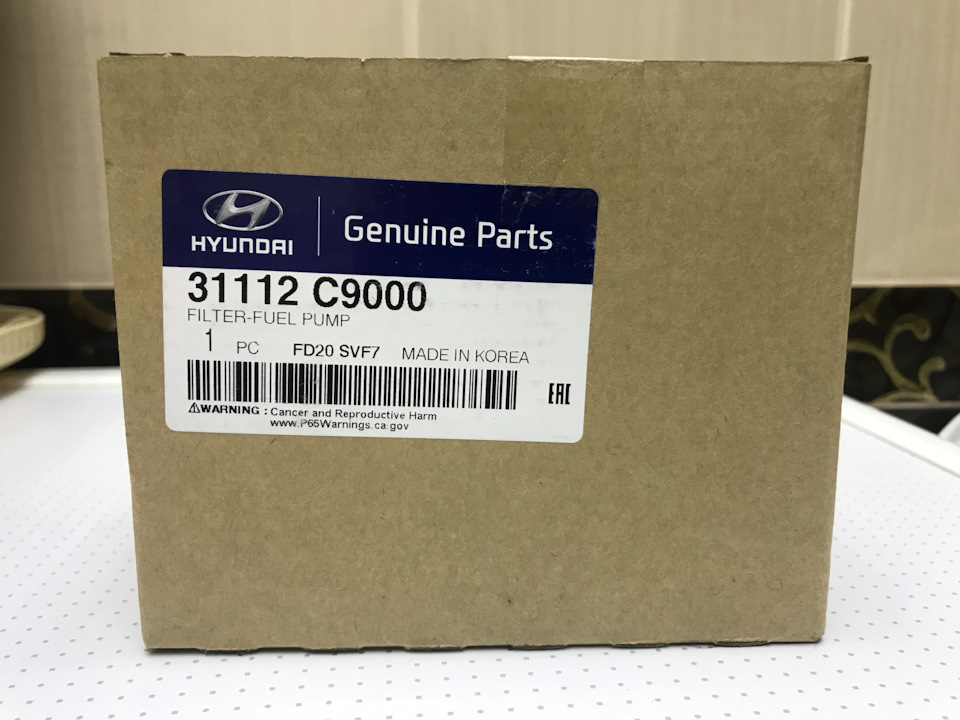 HYUNDAI
Genuine Parts
31112 C9000
FILTER-FUEL PUMP
1 PC FD20 SVF7 MADE IN KOREA
EAC
⚠WARNING : Cancer and Reproductive Harm
www.P65Warnings.ca.gov